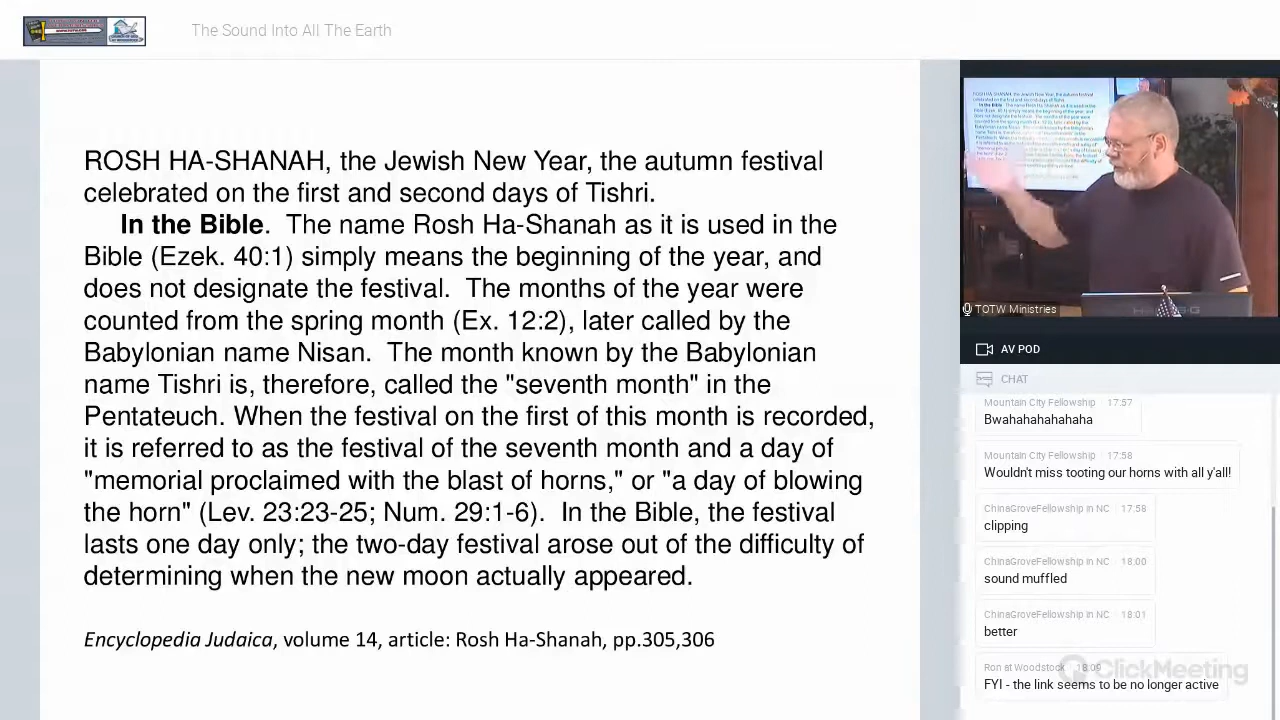 The Sound Into All The Earth
ROSH HA-SHANAH, the Jewish New Year, the autumn festival
celebrated on the first and second days of Tishri.
In the Bible. The name Rosh Ha-Shanah as it is used in the
Bible (Ezek. 40:1) simply means the beginning of the year, and
does not designate the festival. The months of the year were
counted from the spring month (Ex. 12:2), later called by the
Babylonian name Nisan. The month known by the Babylonian
name Tishri is, therefore, called the "seventh month" in the
Pentateuch. When the festival on the first of this month is recorded,
it is referred to as the festival of the seventh month and a day of
"memorial proclaimed with the blast of horns," or "a day of blowing
the horn" (Lev. 23:23-25; Num. 29:1-6). In the Bible, the festival
lasts one day only; the two-day festival arose out of the difficulty of
determining when the new moon actually appeared.
Encyclopedia Judaica, volume 14, article: Rosh Ha-Shanah, pp.305,306
TOTW Ministries
AV POD
CHAT
Mountain City Fellowship 17:57
Bwahahahahaha
Mountain City Fellowship 17:58
Wouldn't miss tooting our horns with all y'all!
ChinaGroveFellowship in NC 17:58
clipping
ChinaGroveFellowship in NC 18:00
sound muffled
ChinaGroveFellowship in NC 18:01
better
Ron at Woodstock 18:09
FYI - the link seems to be no longer active
ClickMeeting